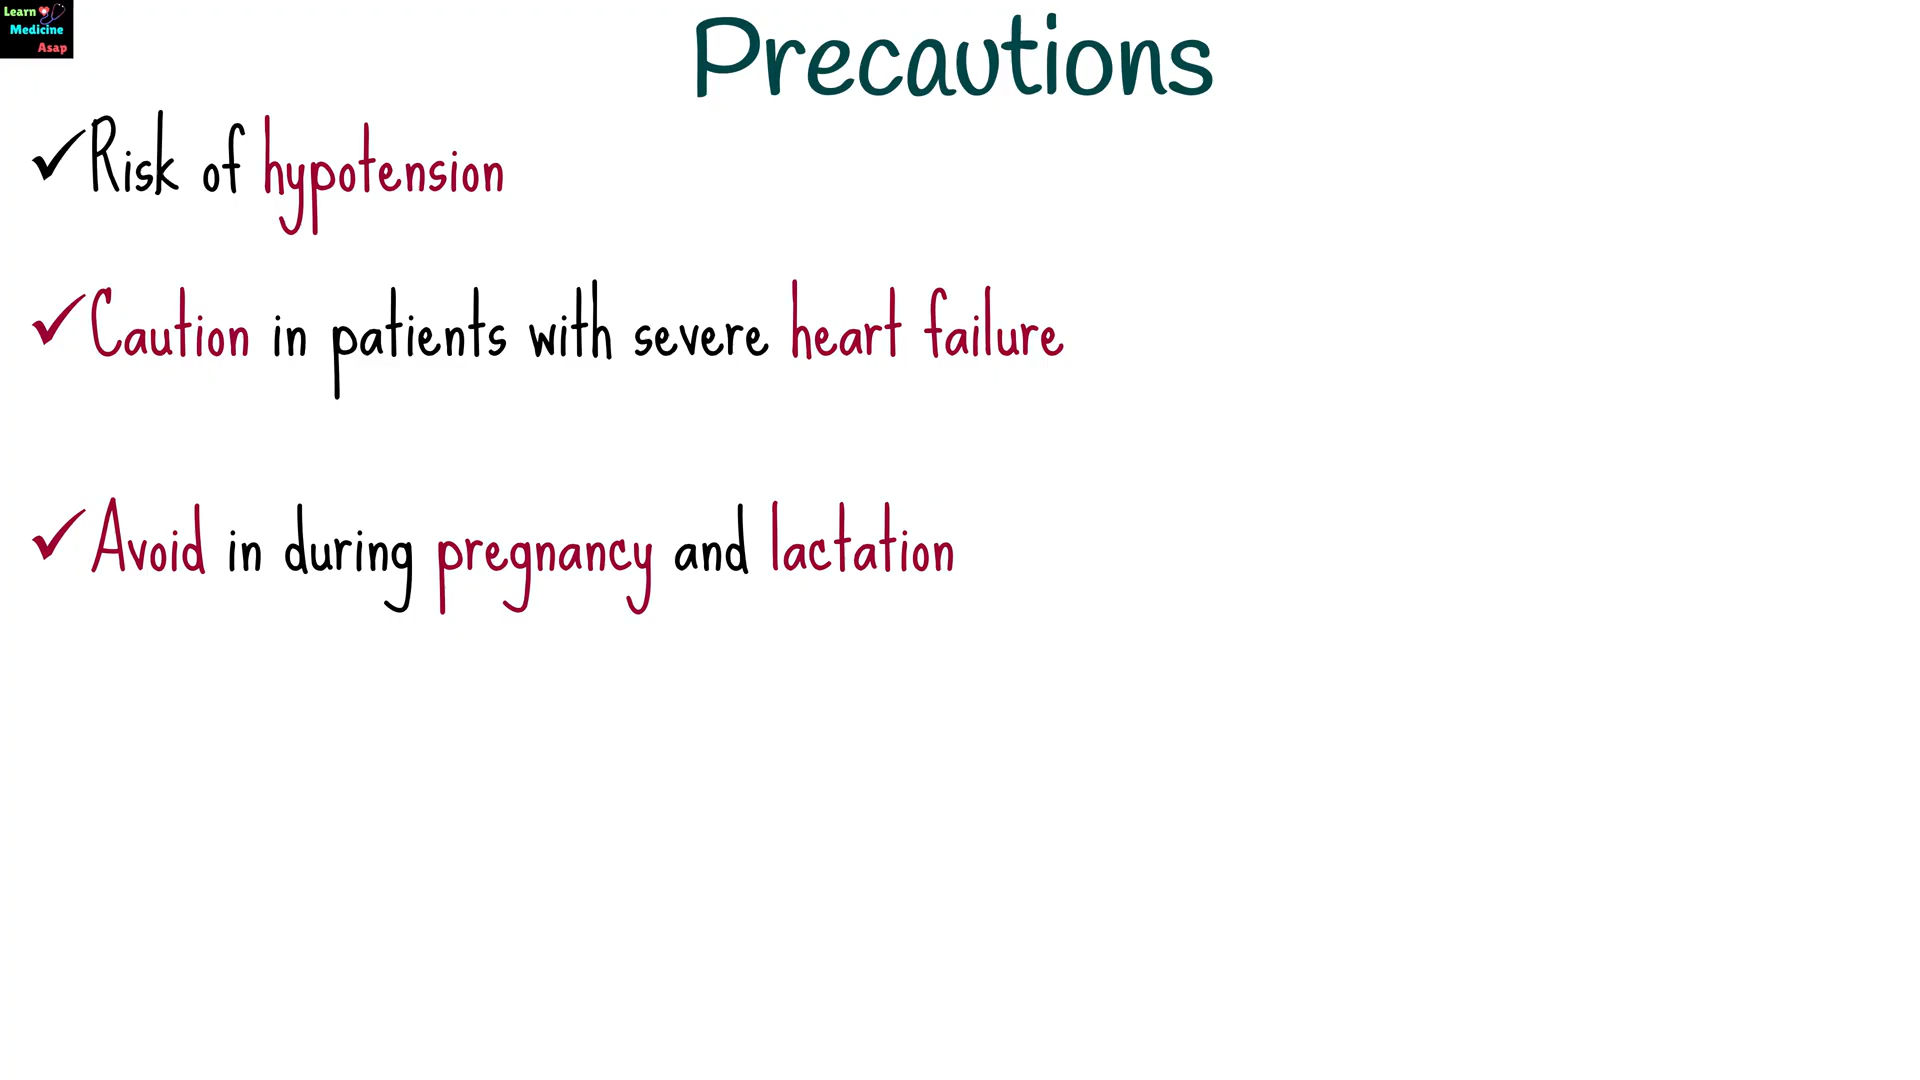 Learn
Medicine
Asap
Precautions
✓Risk of hypotension
✓Caution in patients with severe heart failure
✓Avoid in during pregnancy and lactation